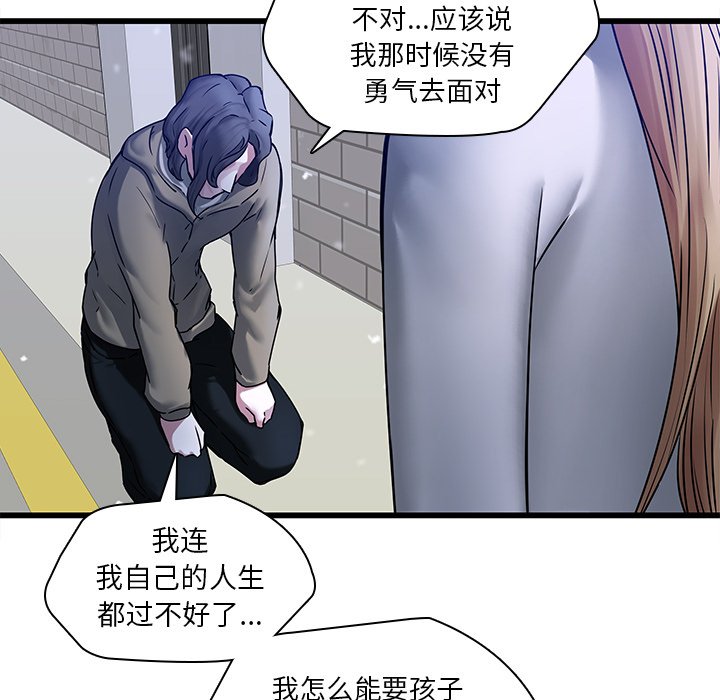 不对...应该说
我那时候没有
勇气去面对
我连
我自己的人生
都过不好了...
我怎么能要孩子